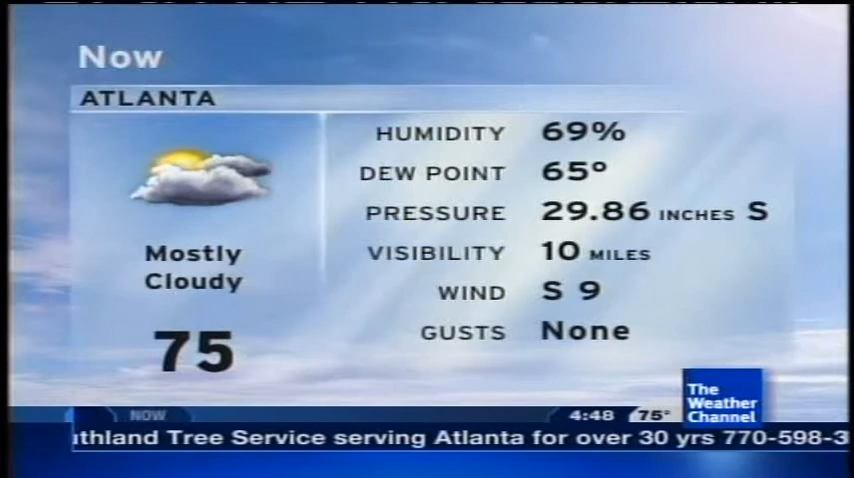 Now
ATLANTA
Mostly
Cloudy
75
HUMIDITY 69%
DEW POINT 65°
PRESSURE 29.86 INCHES S
VISIBILITY 10 MILES
WIND S 9
GUSTS None
NOW 4:48 75°
The
Weather
Channel
Tree Service serving Atlanta for over 30 yrs 770-598-3